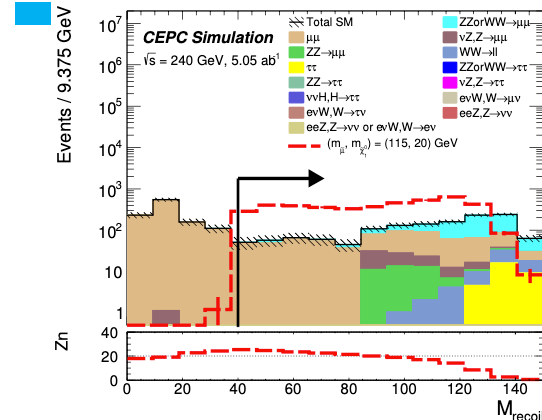 Events / 9.375 GeV
10⁷
10⁶
10⁵
10⁴
10³
10²
10
1
CEPC Simulation
√s = 240 GeV, 5.05 ab⁻¹
Total SM
μμ
ZZ→μμ
ττ
ZZ→ττ
ννH,H→ττ
eνW,W→τν
eeZ,Z→νν or eνW,W→eν
ZZorWW→μμ
νZ,Z→μμ
WW→ll
ZZorWW→ττ
νZ,Z→ττ
eνW,W→μν
eeZ,Z→νν
(m_μ̃, m_χ̃⁰₁) = (115, 20) GeV
Zn
40
20
0
0 20 40 60 80 100 120 140
M_recoil